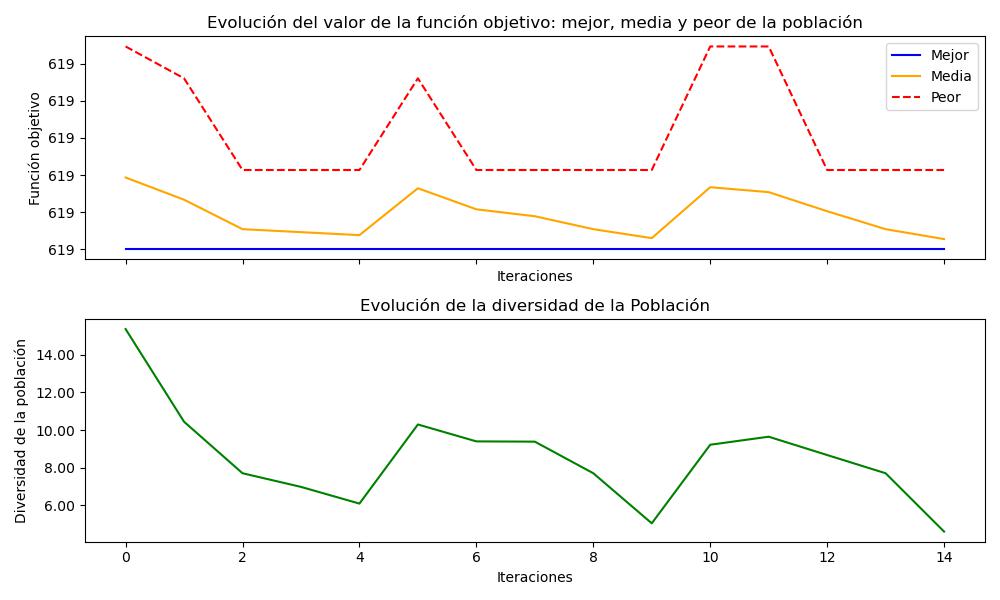 Evolución del valor de la función objetivo: mejor, media y peor de la población
Función objetivo
619
619
619
619
619
619
Mejor
Media
Peor
Iteraciones
Evolución de la diversidad de la Población
Diversidad de la población
14.00
12.00
10.00
8.00
6.00
0 2 4 6 8 10 12 14
Iteraciones